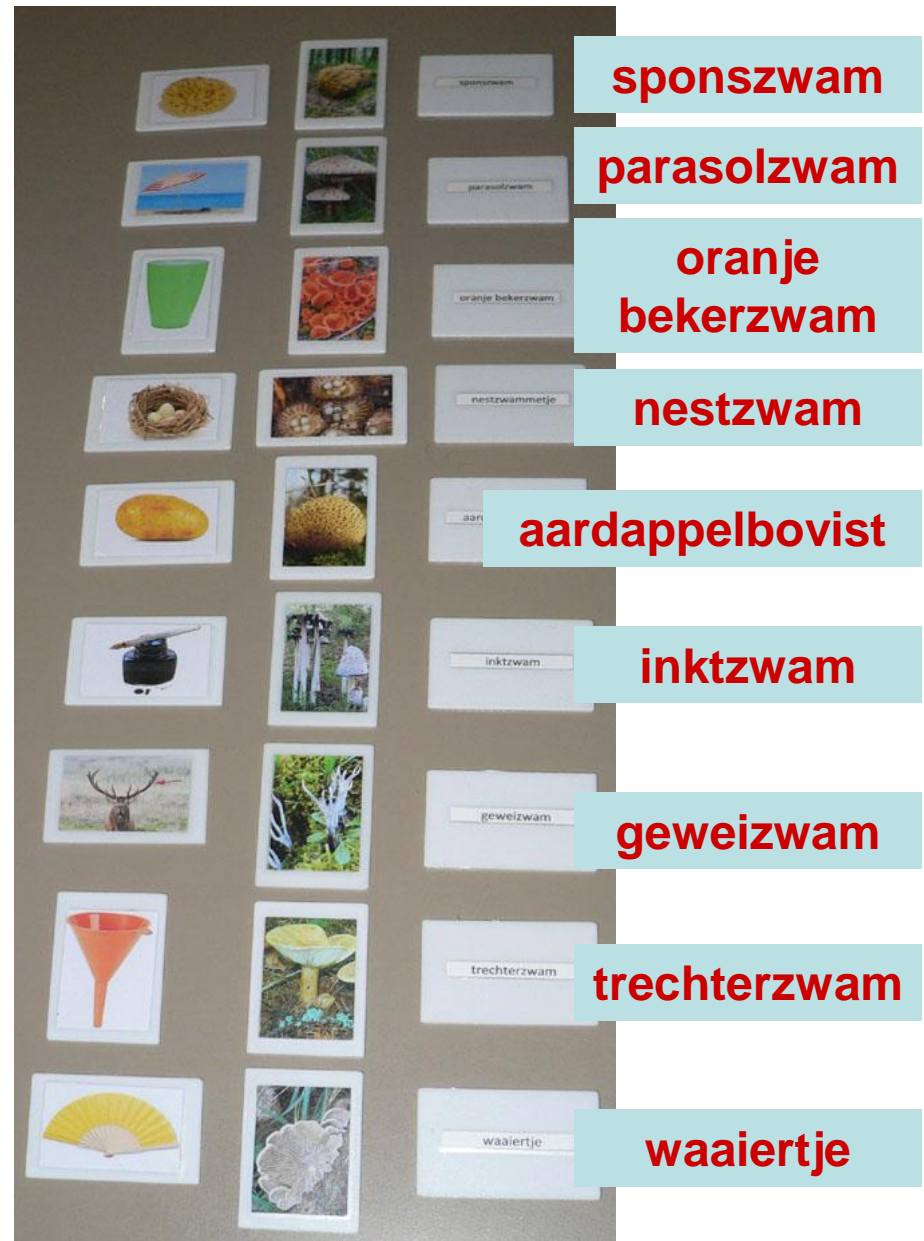 sponszwam
sponszwam
parasolzwam
parasolzwam
oranje bekerzwam
oranje
bekerzwam
nestzwammetje
nestzwam
aardappelbovist
inktzwam
inktzwam
geweizwam
geweizwam
trechterzwam
trechterzwam
waaiertje
waaiertje